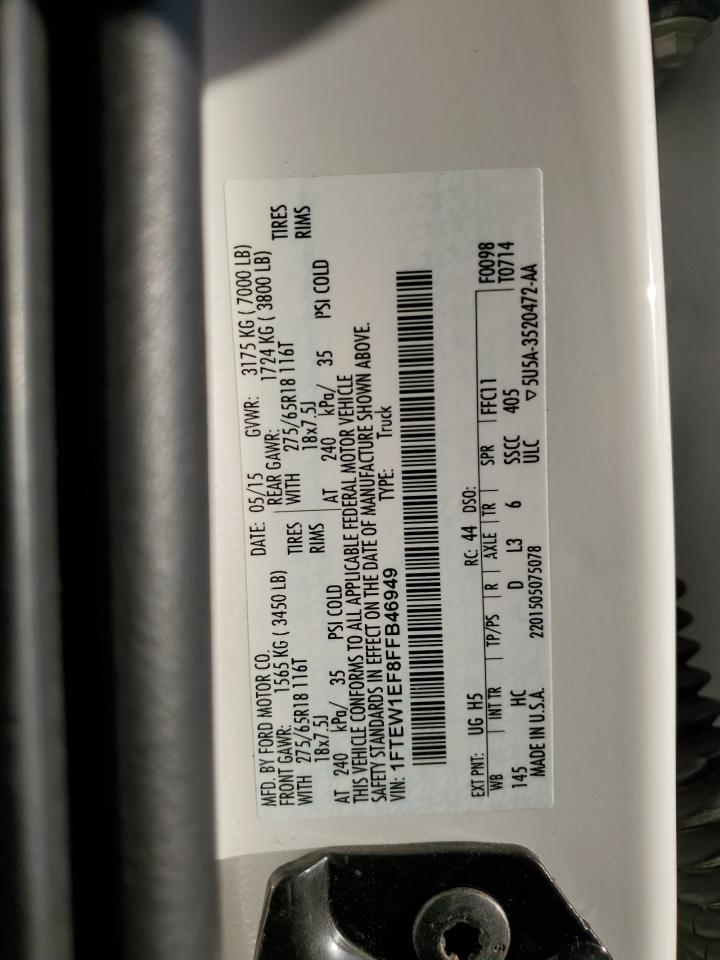 MFD. BY FORD MOTOR CO. DATE: 05/15 GVWR: 3175 KG ( 7000 LB)
FRONT GAWR: 1565 KG ( 3450 LB) REAR GAWR: 1724 KG ( 3800 LB)
WITH 275/65R18 116T TIRES WITH 275/65R18 116T TIRES
18x7.5J RIMS 18x7.5J RIMS
AT 240 kPa/ 35 PSI COLD AT 240 kPa/ 35 PSI COLD
THIS VEHICLE CONFORMS TO ALL APPLICABLE FEDERAL MOTOR VEHICLE
SAFETY STANDARDS IN EFFECT ON THE DATE OF MANUFACTURE SHOWN ABOVE.
VIN: 1FTEW1EF8FFB46949 TYPE: Truck
EXT PNT: UG H5 RC: 44 DSO: F0098
WB INT TR TP/PS R AXLE TR SPR FFC11 T0714
145 HC D L3 6 SSCC 405
MADE IN U.S.A. 2201505075078 ULC ▽5U5A-3520472-AA